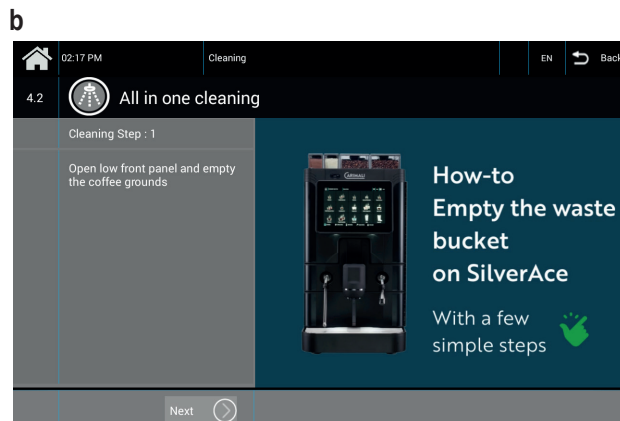 b
02:17 PM Cleaning EN Back
4.2 All in one cleaning
Cleaning Step : 1
Open low front panel and empty
the coffee grounds
CARIMALI
How-to
Empty the waste
bucket
on SilverAce
With a few
simple steps
Next